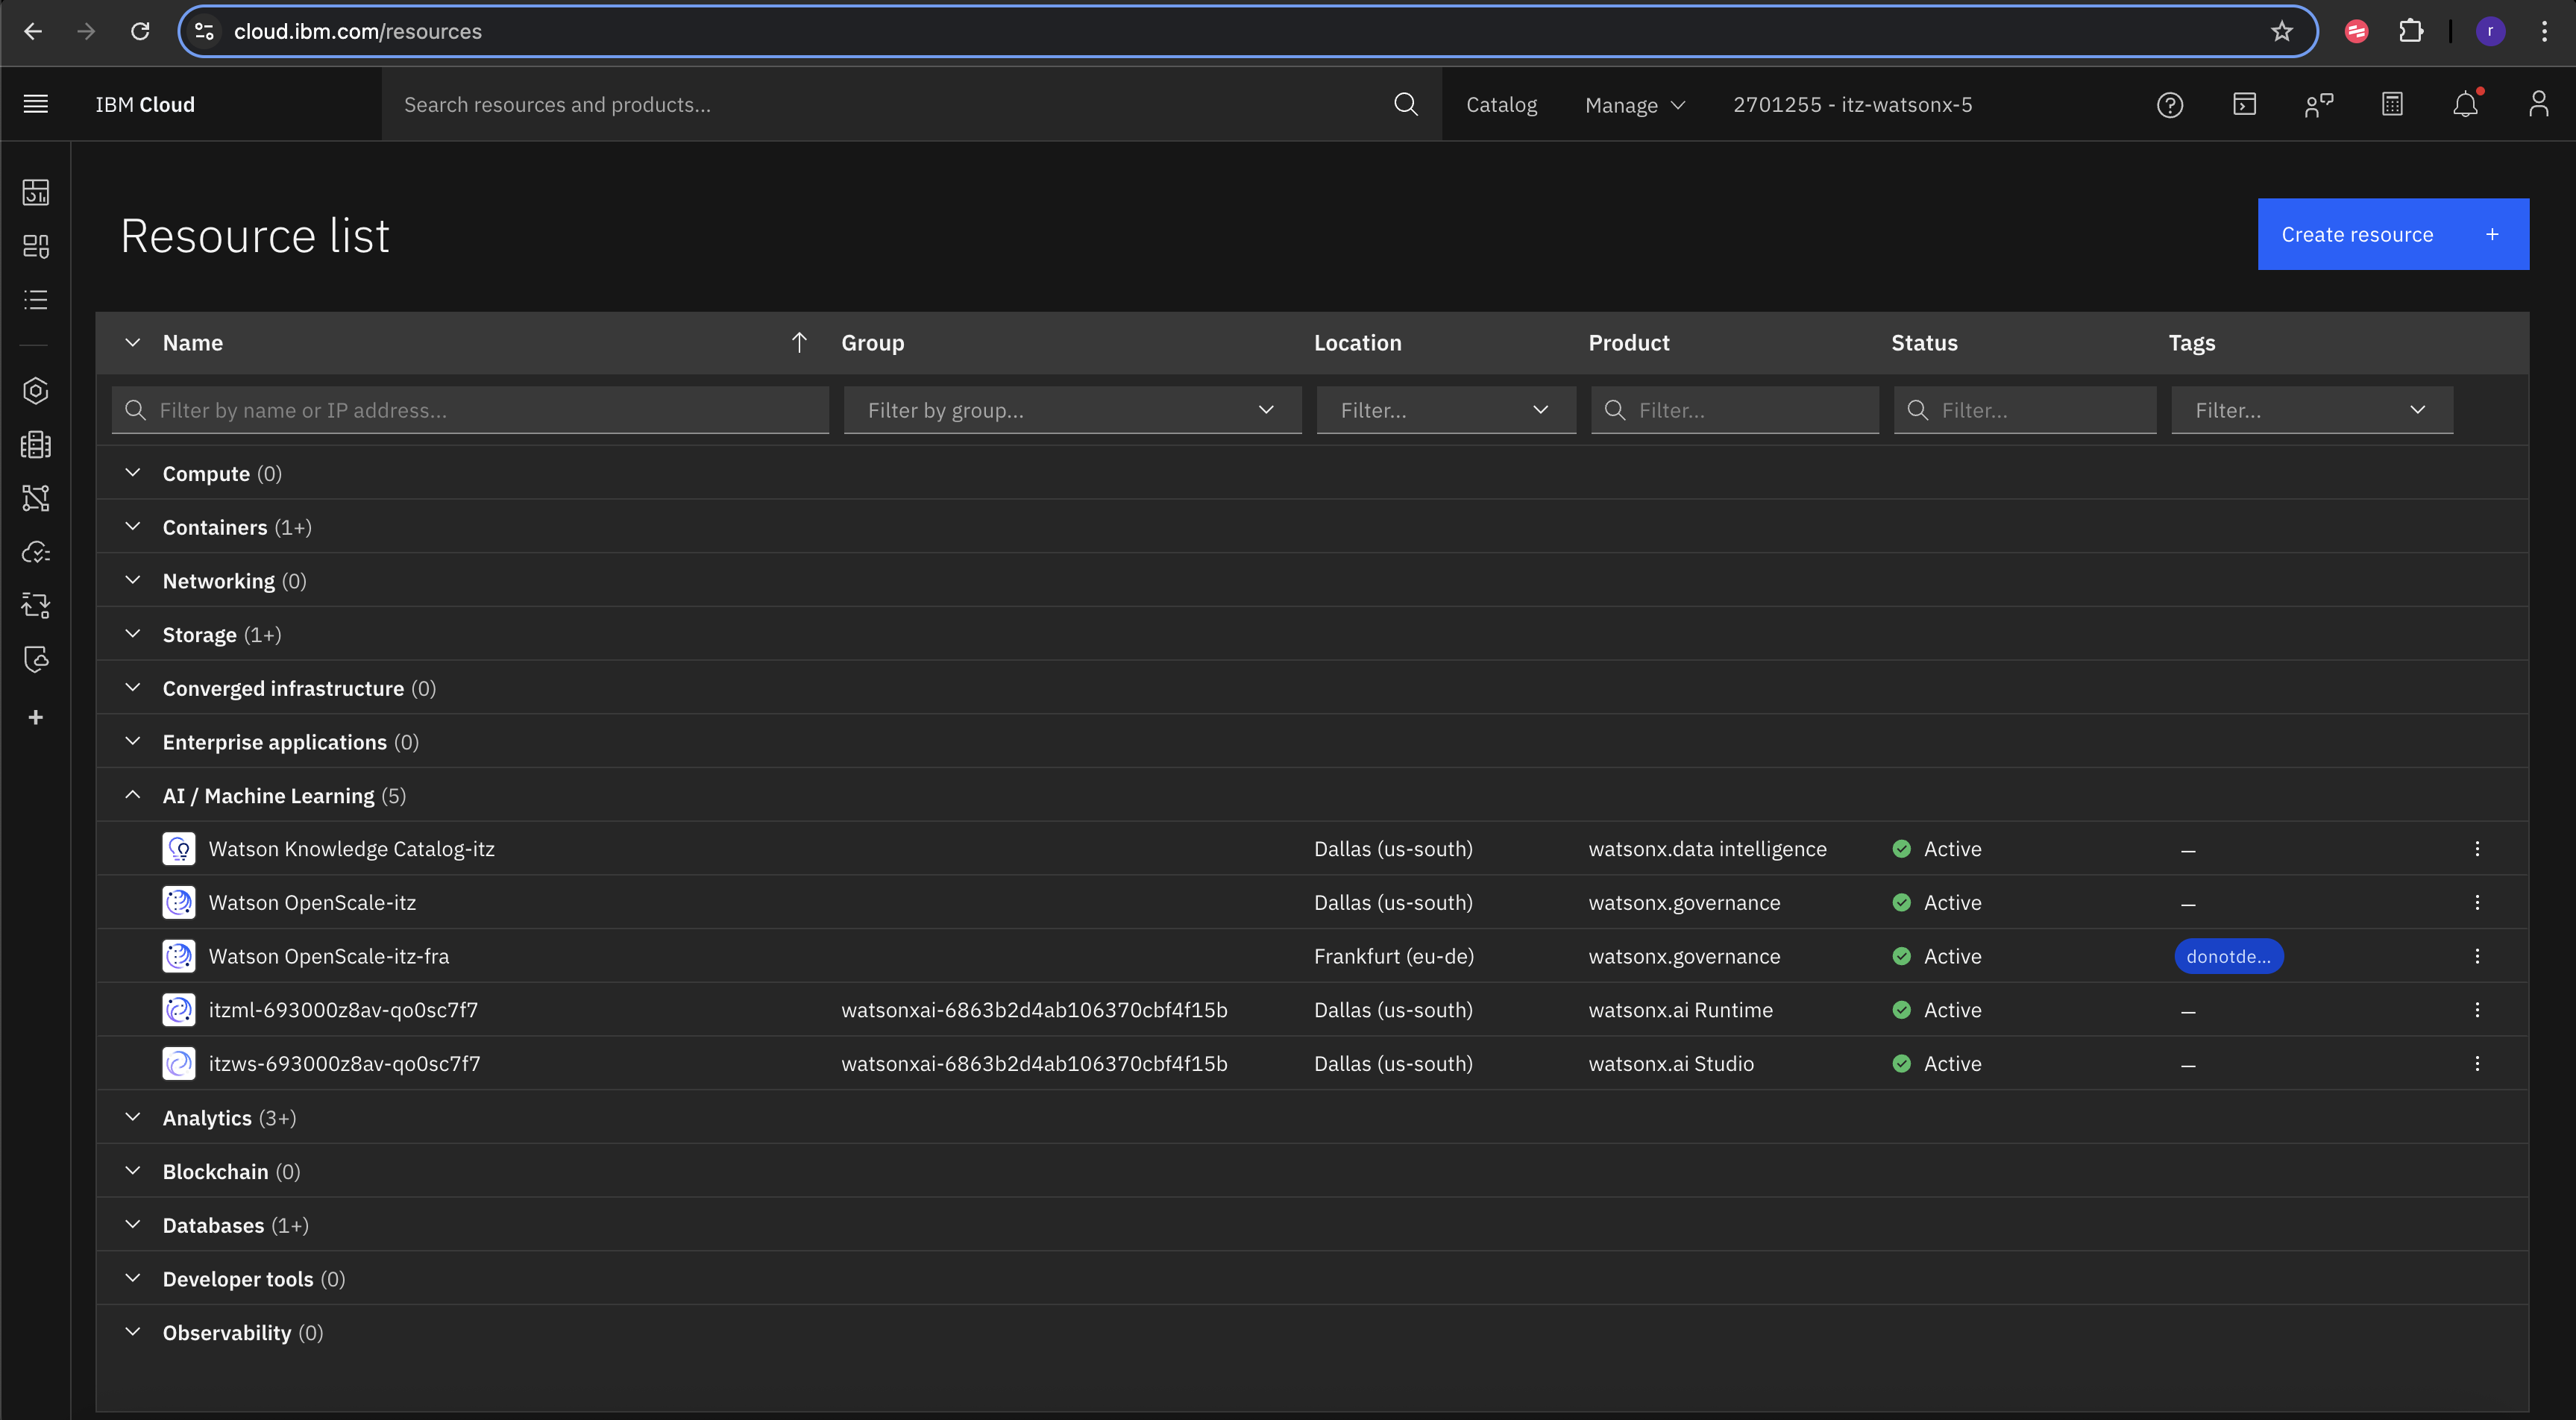 cloud.ibm.com/resources
r
IBM Cloud
Search resources and products...
Catalog
Manage
2701255 - itz-watsonx-5
Resource list
Create resource +
Name Group Location Product Status Tags
Filter by name or IP address... Filter by group... Filter... Filter... Filter... Filter...
Compute (0)
Containers (1+)
Networking (0)
Storage (1+)
Converged infrastructure (0)
Enterprise applications (0)
AI / Machine Learning (5)
Watson Knowledge Catalog-itz Dallas (us-south) watsonx.data intelligence Active –
Watson OpenScale-itz Dallas (us-south) watsonx.governance Active –
Watson OpenScale-itz-fra Frankfurt (eu-de) watsonx.governance Active donotde...
itzml-693000z8av-qo0sc7f7 watsonxai-6863b2d4ab106370cbf4f15b Dallas (us-south) watsonx.ai Runtime Active –
itzws-693000z8av-qo0sc7f7 watsonxai-6863b2d4ab106370cbf4f15b Dallas (us-south) watsonx.ai Studio Active –
Analytics (3+)
Blockchain (0)
Databases (1+)
Developer tools (0)
Observability (0)